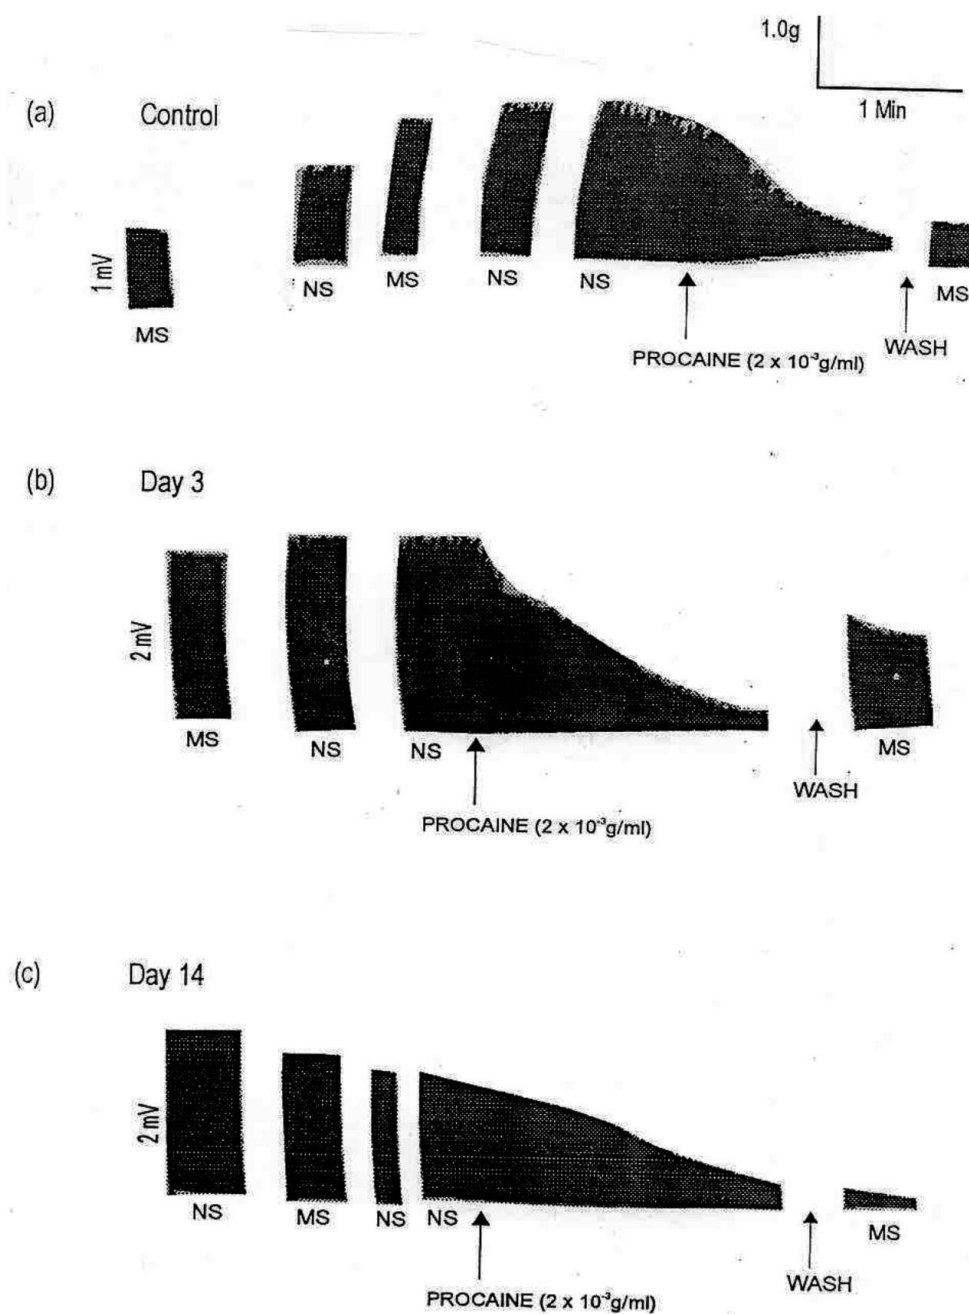 1.0g
1 Min
(a) Control
1 mV
MS
NS
MS
NS
NS
PROCAINE (2 x 10⁻³g/ml)
WASH
MS
(b) Day 3
2 mV
MS
NS
NS
PROCAINE (2 x 10⁻³g/ml)
WASH
MS
(c) Day 14
2 mV
NS
MS
NS
NS
PROCAINE (2 x 10⁻³g/ml)
WASH
MS